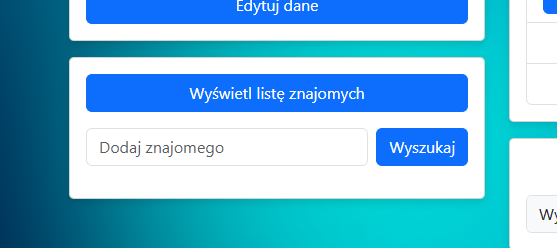 Edytuj dane
Wyświetl listę znajomych
Dodaj znajomego
Wyszukaj